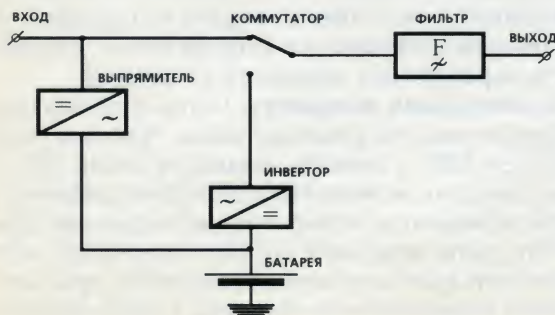 ВХОД
КОММУТАТОР
ФИЛЬТР
ВЫХОД
F
ВЫПРЯМИТЕЛЬ
= ~
ИНВЕРТОР
~ =
БАТАРЕЯ